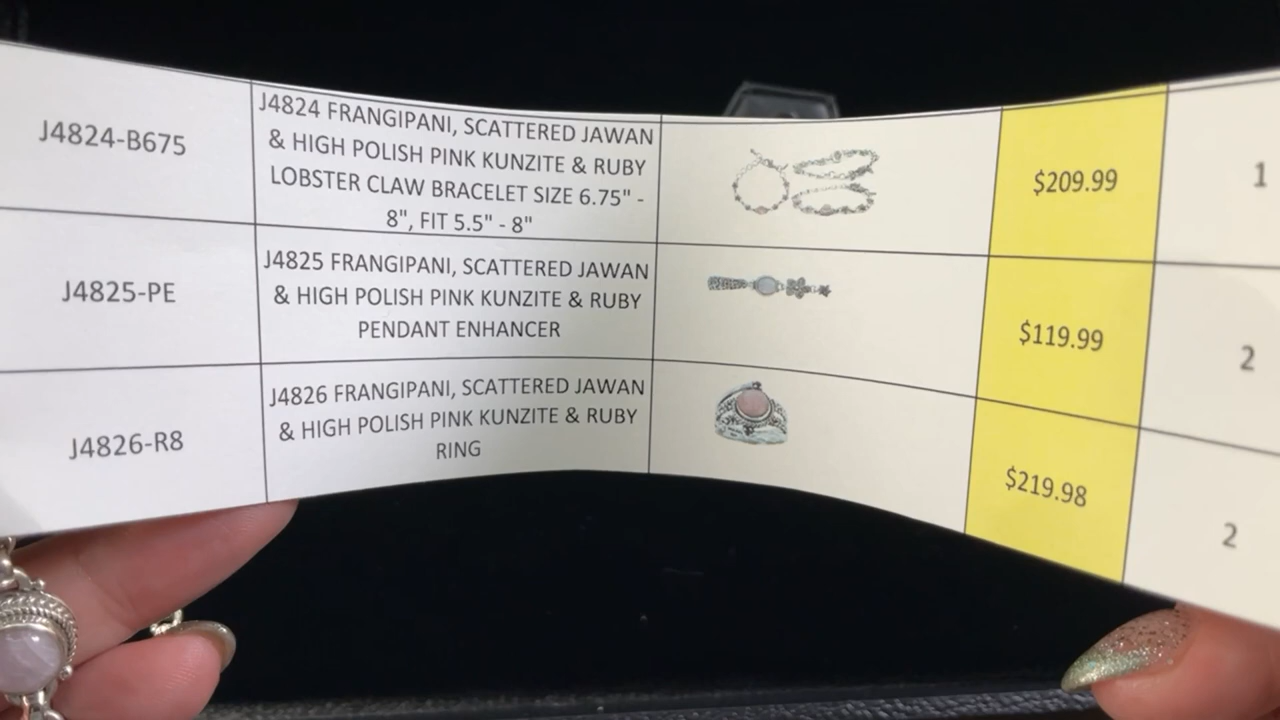 J4824-B675
J4824 FRANGIPANI, SCATTERED JAWAN
& HIGH POLISH PINK KUNZITE & RUBY
LOBSTER CLAW BRACELET SIZE 6.75" -
8", FIT 5.5" - 8"
$209.99
1
J4825-PE
J4825 FRANGIPANI, SCATTERED JAWAN
& HIGH POLISH PINK KUNZITE & RUBY
PENDANT ENHANCER
$119.99
2
J4826-R8
J4826 FRANGIPANI, SCATTERED JAWAN
& HIGH POLISH PINK KUNZITE & RUBY
RING
$219.98
2